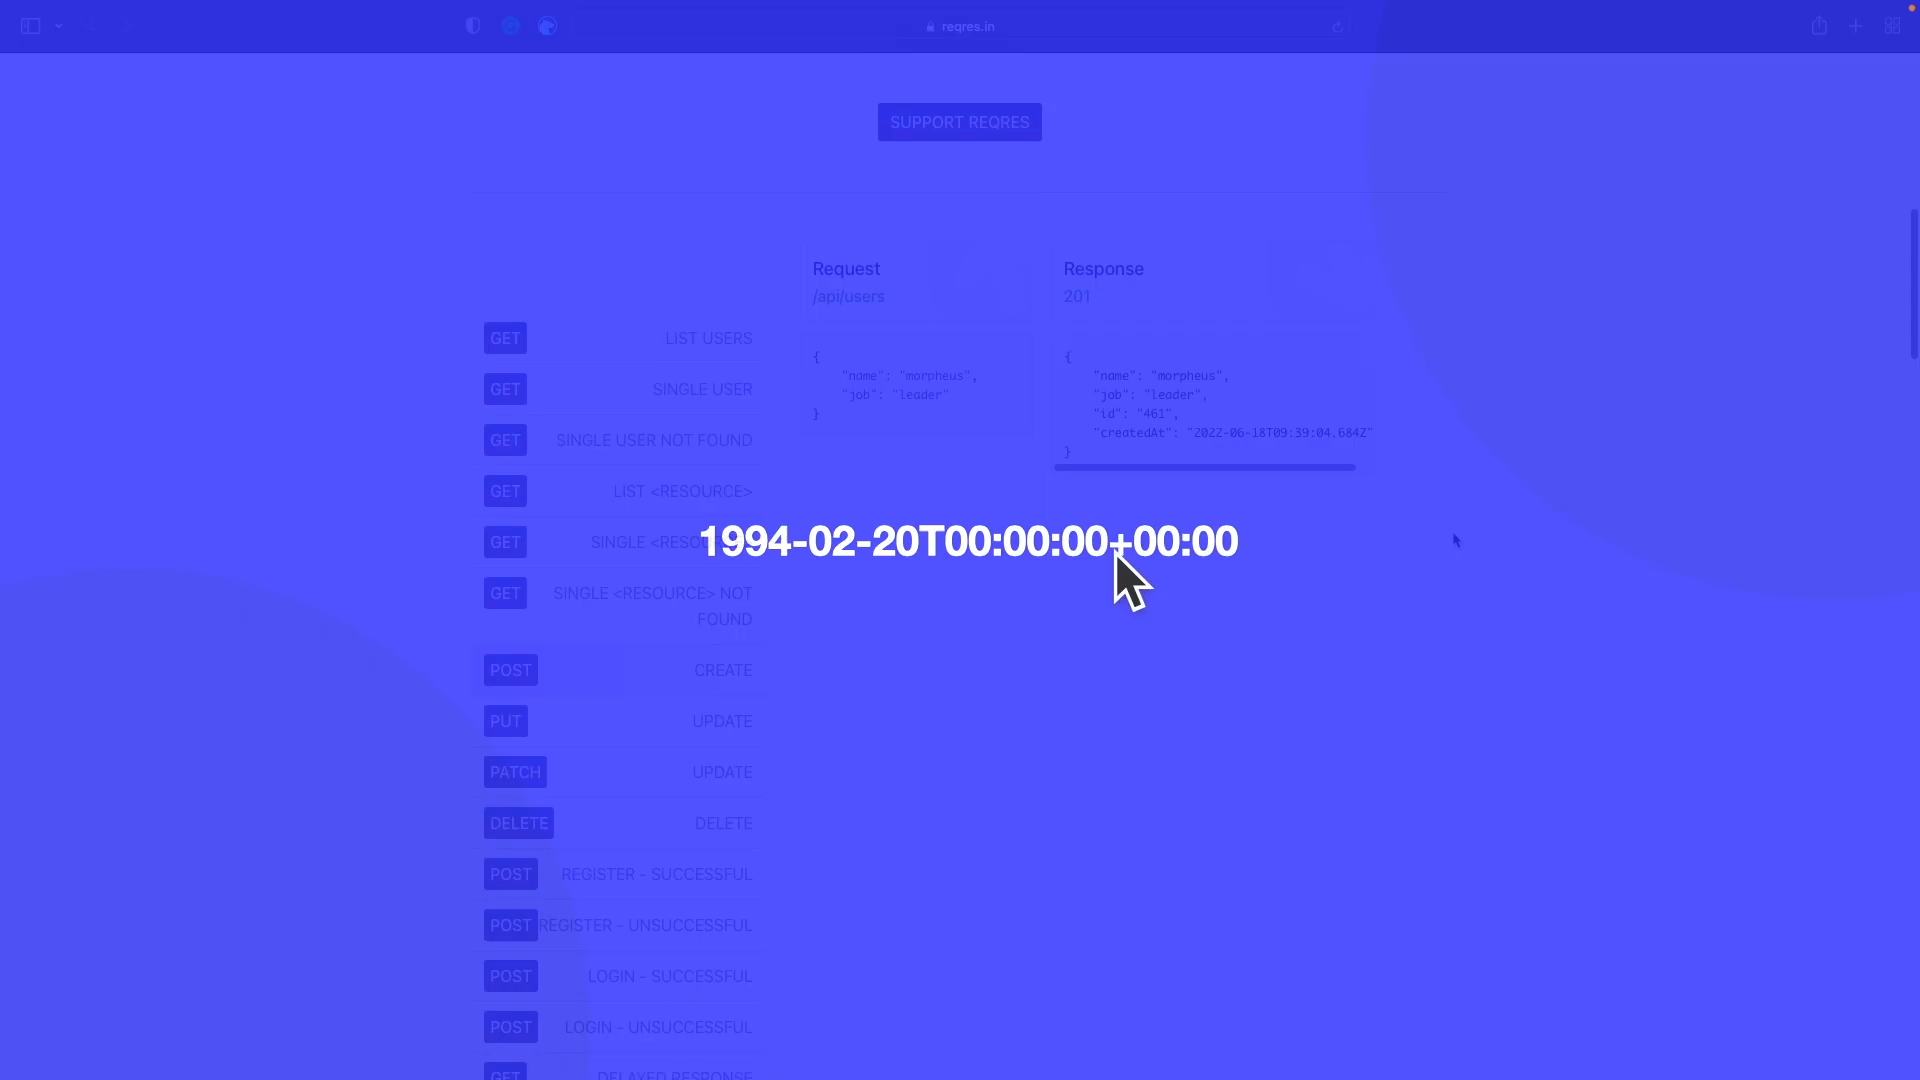 reqres.in
SUPPORT REQRES
Request
/api/users
{
"name": "morpheus",
"job": "leader"
}
Response
201
{
"name": "morpheus",
"job": "leader",
"id": "461",
"createdAt": "2022-06-18T09:39:04.684Z"
}
GET LIST USERS
GET SINGLE USER
GET SINGLE USER NOT FOUND
GET LIST <RESOURCE>
GET SINGLE
1994-02-20T00:00:00+00:00
GET SINGLE <RESOURCE> NOT
FOUND
POST CREATE
PUT UPDATE
PATCH UPDATE
DELETE DELETE
POST REGISTER - SUCCESSFUL
POST REGISTER - UNSUCCESSFUL
POST LOGIN - SUCCESSFUL
POST LOGIN - UNSUCCESSFUL
GET DELAYED RESPONSE